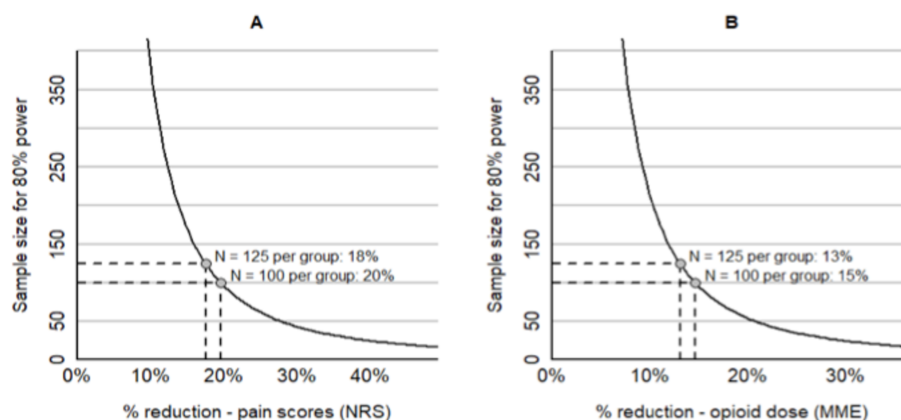 A
Sample size for 80% power
350
250
150
50
0
N = 125 per group: 18%
N = 100 per group: 20%
0% 10% 20% 30% 40%
% reduction - pain scores (NRS)
B
Sample size for 80% power
350
250
150
50
0
N = 125 per group: 13%
N = 100 per group: 15%
0% 10% 20% 30%
% reduction - opioid dose (MME)